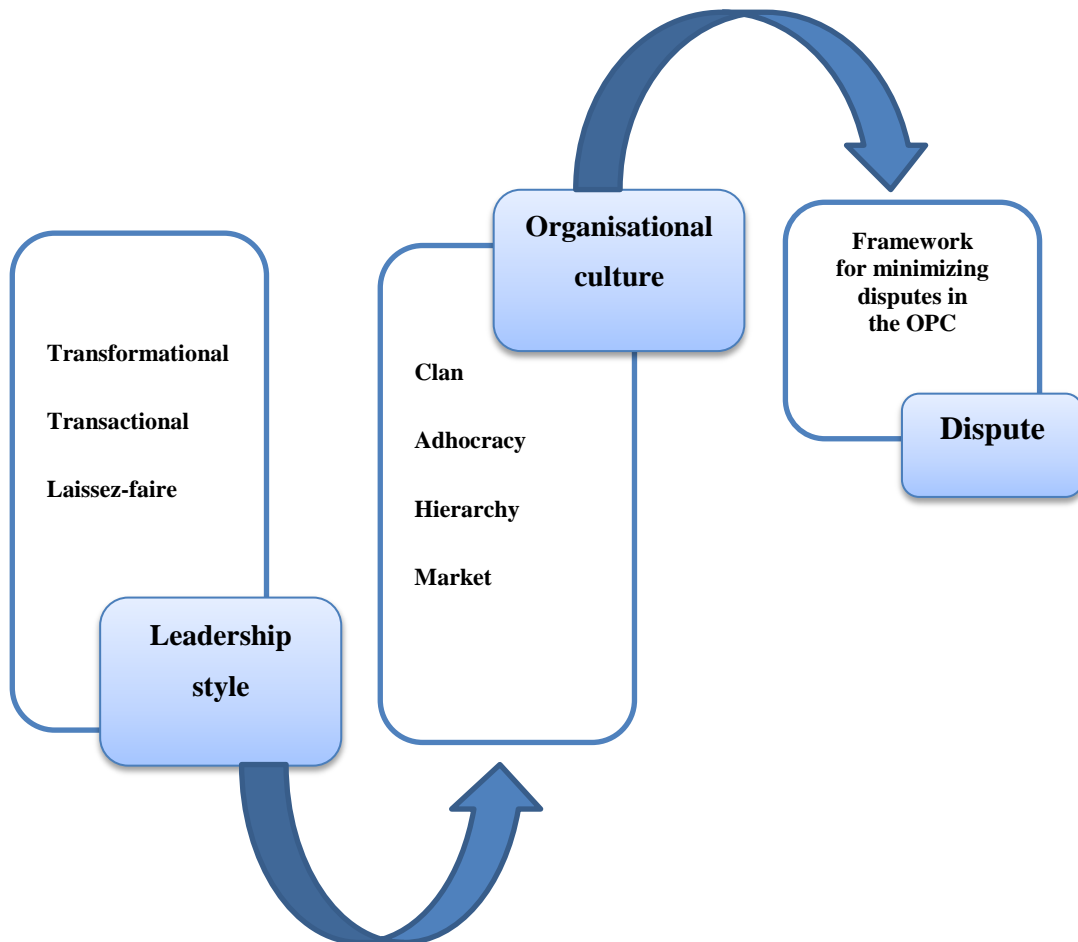 Transformational
Transactional
Laissez-faire
Leadership
style
Organisational
culture
Clan
Adhocracy
Hierarchy
Market
Framework
for minimizing
disputes in
the OPC
Dispute